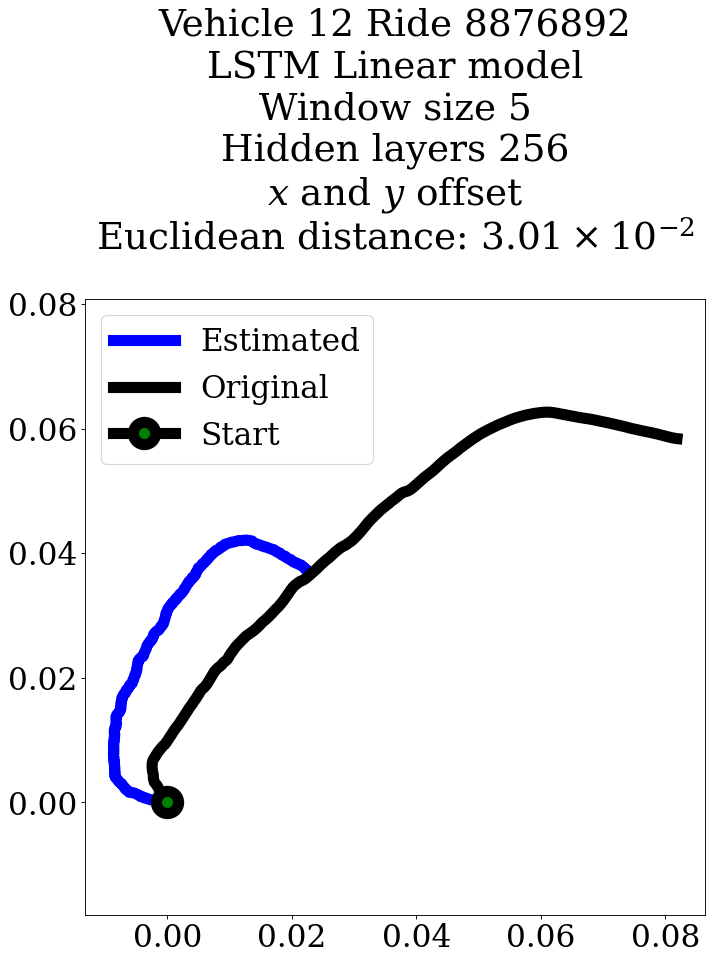 Vehicle 12 Ride 8876892
LSTM Linear model
Window size 5
Hidden layers 256
x and y offset
Euclidean distance: 3.01 × 10⁻²
0.08
Estimated
Original
Start
0.06
0.04
0.02
0.00
0.00 0.02 0.04 0.06 0.08